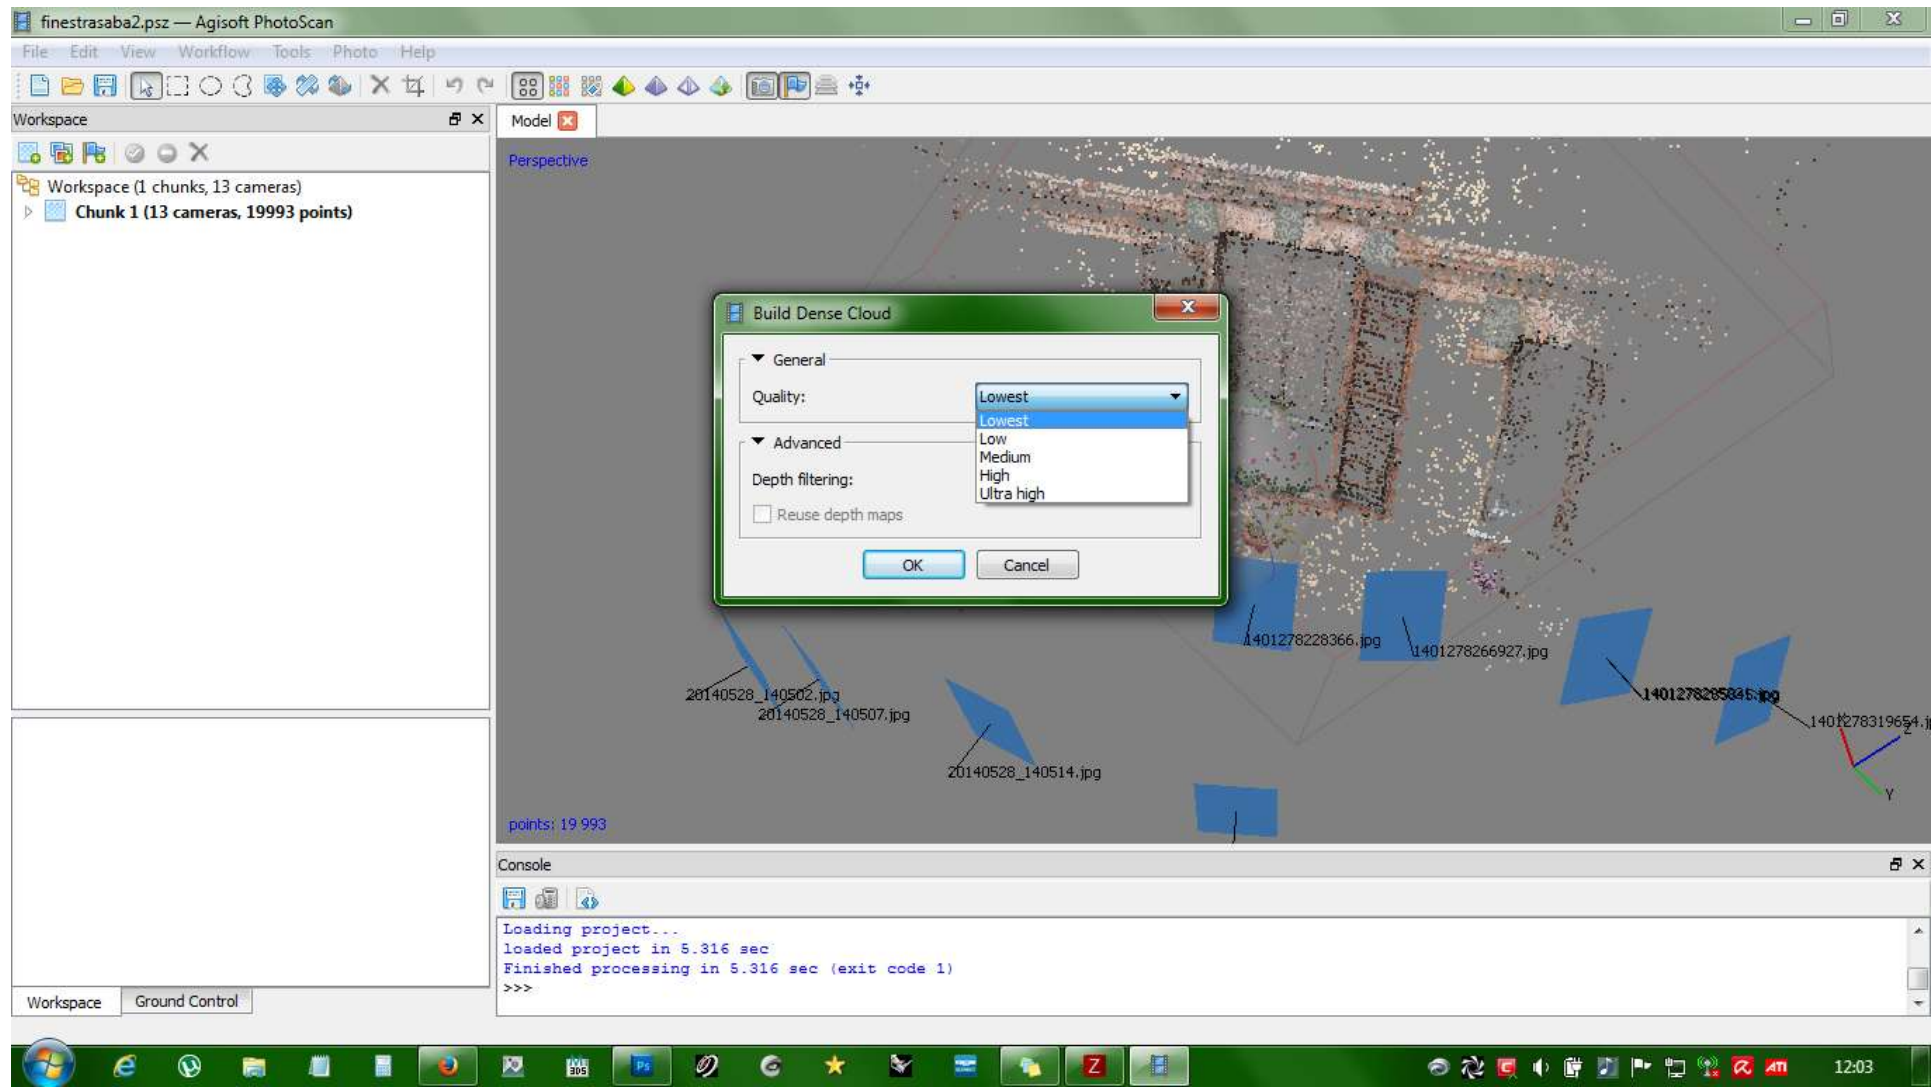 finestrasaba2.psz — Agisoft PhotoScan
File Edit View Workflow Tools Photo Help
Workspace
Model
Perspective
Workspace (1 chunks, 13 cameras)
Chunk 1 (13 cameras, 19993 points)
Build Dense Cloud
General
Quality: Lowest
Lowest
Low
Medium
High
Ultra high
Advanced
Depth filtering:
Reuse depth maps
OK Cancel
1401278228366.jpg
1401278266927.jpg
20140528_140502.jpg
20140528_140507.jpg
1401278319654.j
Z
Y
20140528_140514.jpg
points: 19 993
Console
Loading project...
loaded project in 5.316 sec
Finished processing in 5.316 sec (exit code 1)
>>>
Workspace Ground Control
3DS
Ps
Z
ATI
12:03